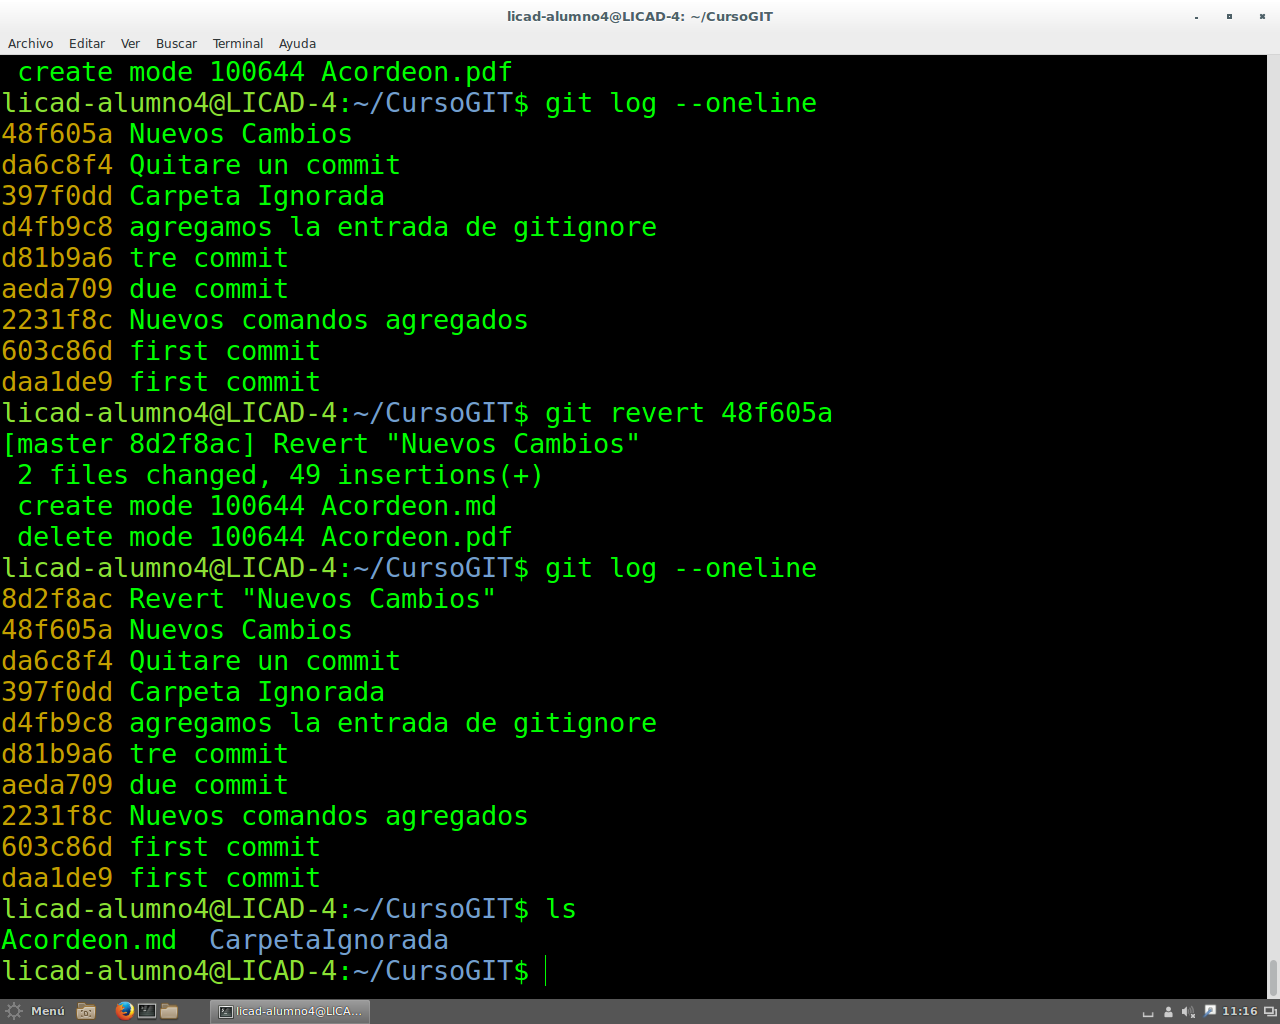 licad-alumno4@LICAD-4: ~/CursoGIT
Archivo Editar Ver Buscar Terminal Ayuda
create mode 100644 Acordeon.pdf
licad-alumno4@LICAD-4:~/CursoGIT$ git log --oneline
48f605a Nuevos Cambios
da6c8f4 Quitare un commit
397f0dd Carpeta Ignorada
d4fb9c8 agregamos la entrada de gitignore
d81b9a6 tre commit
aeda709 due commit
2231f8c Nuevos comandos agregados
603c86d first commit
daa1de9 first commit
licad-alumno4@LICAD-4:~/CursoGIT$ git revert 48f605a
[master 8d2f8ac] Revert "Nuevos Cambios"
2 files changed, 49 insertions(+)
create mode 100644 Acordeon.md
delete mode 100644 Acordeon.pdf
licad-alumno4@LICAD-4:~/CursoGIT$ git log --oneline
8d2f8ac Revert "Nuevos Cambios"
48f605a Nuevos Cambios
da6c8f4 Quitare un commit
397f0dd Carpeta Ignorada
d4fb9c8 agregamos la entrada de gitignore
d81b9a6 tre commit
aeda709 due commit
2231f8c Nuevos comandos agregados
603c86d first commit
daa1de9 first commit
licad-alumno4@LICAD-4:~/CursoGIT$ ls
Acordeon.md CarpetaIgnorada
licad-alumno4@LICAD-4:~/CursoGIT$
Menú licad-alumno4@LICA... 11:16